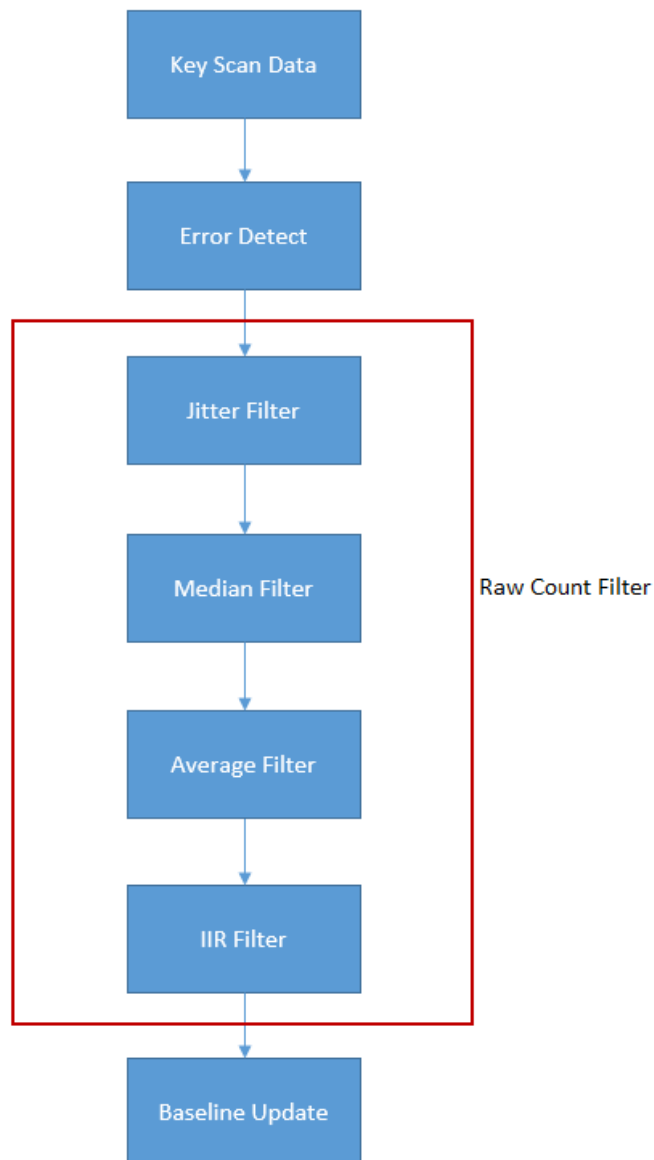 Key Scan Data
Error Detect
Jitter Filter
Median Filter
Raw Count Filter
Average Filter
IIR Filter
Baseline Update